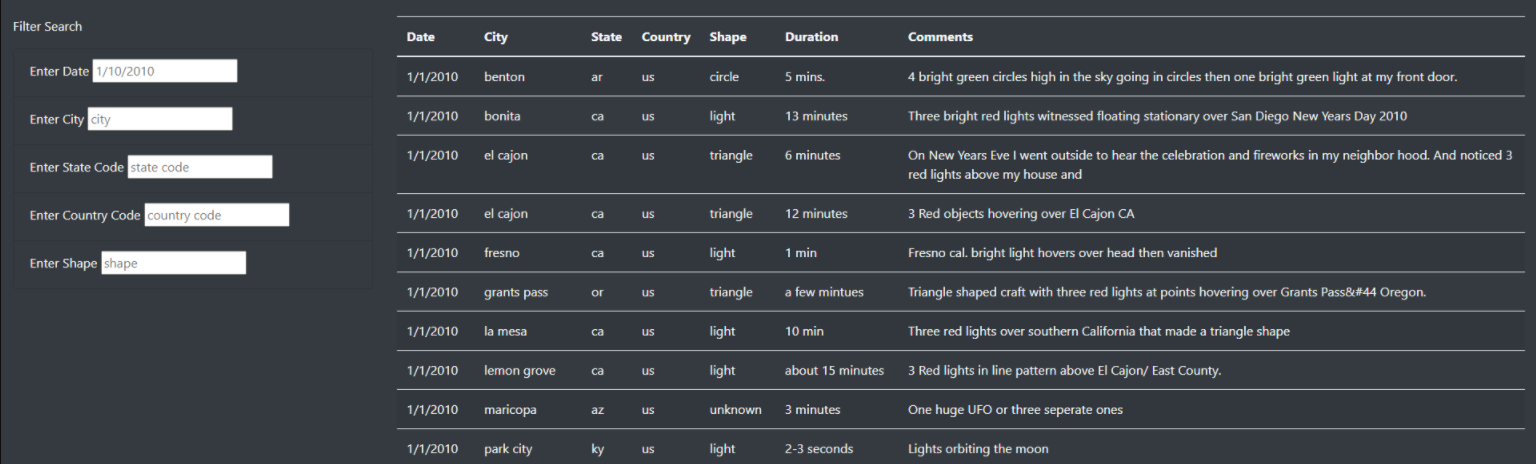 Filter Search
Enter Date 1/10/2010
Enter City city
Enter State Code state code
Enter Country Code country code
Enter Shape shape
Date City State Country Shape Duration Comments
1/1/2010 benton ar us circle 5 mins. 4 bright green circles high in the sky going in circles then one bright green light at my front door.
1/1/2010 bonita ca us light 13 minutes Three bright red lights witnessed floating stationary over San Diego New Years Day 2010
1/1/2010 el cajon ca us triangle 6 minutes On New Years Eve I went outside to hear the celebration and fireworks in my neighbor hood. And noticed 3
red lights above my house and
1/1/2010 el cajon ca us triangle 12 minutes 3 Red objects hovering over El Cajon CA
1/1/2010 fresno ca us light 1 min Fresno cal. bright light hovers over head then vanished
1/1/2010 grants pass or us triangle a few mintues Triangle shaped craft with three red lights at points hovering over Grants Pass&#44 Oregon.
1/1/2010 la mesa ca us light 10 min Three red lights over southern California that made a triangle shape
1/1/2010 lemon grove ca us light about 15 minutes 3 Red lights in line pattern above El Cajon/ East County.
1/1/2010 maricopa az us unknown 3 minutes One huge UFO or three seperate ones
1/1/2010 park city ky us light 2-3 seconds Lights orbiting the moon